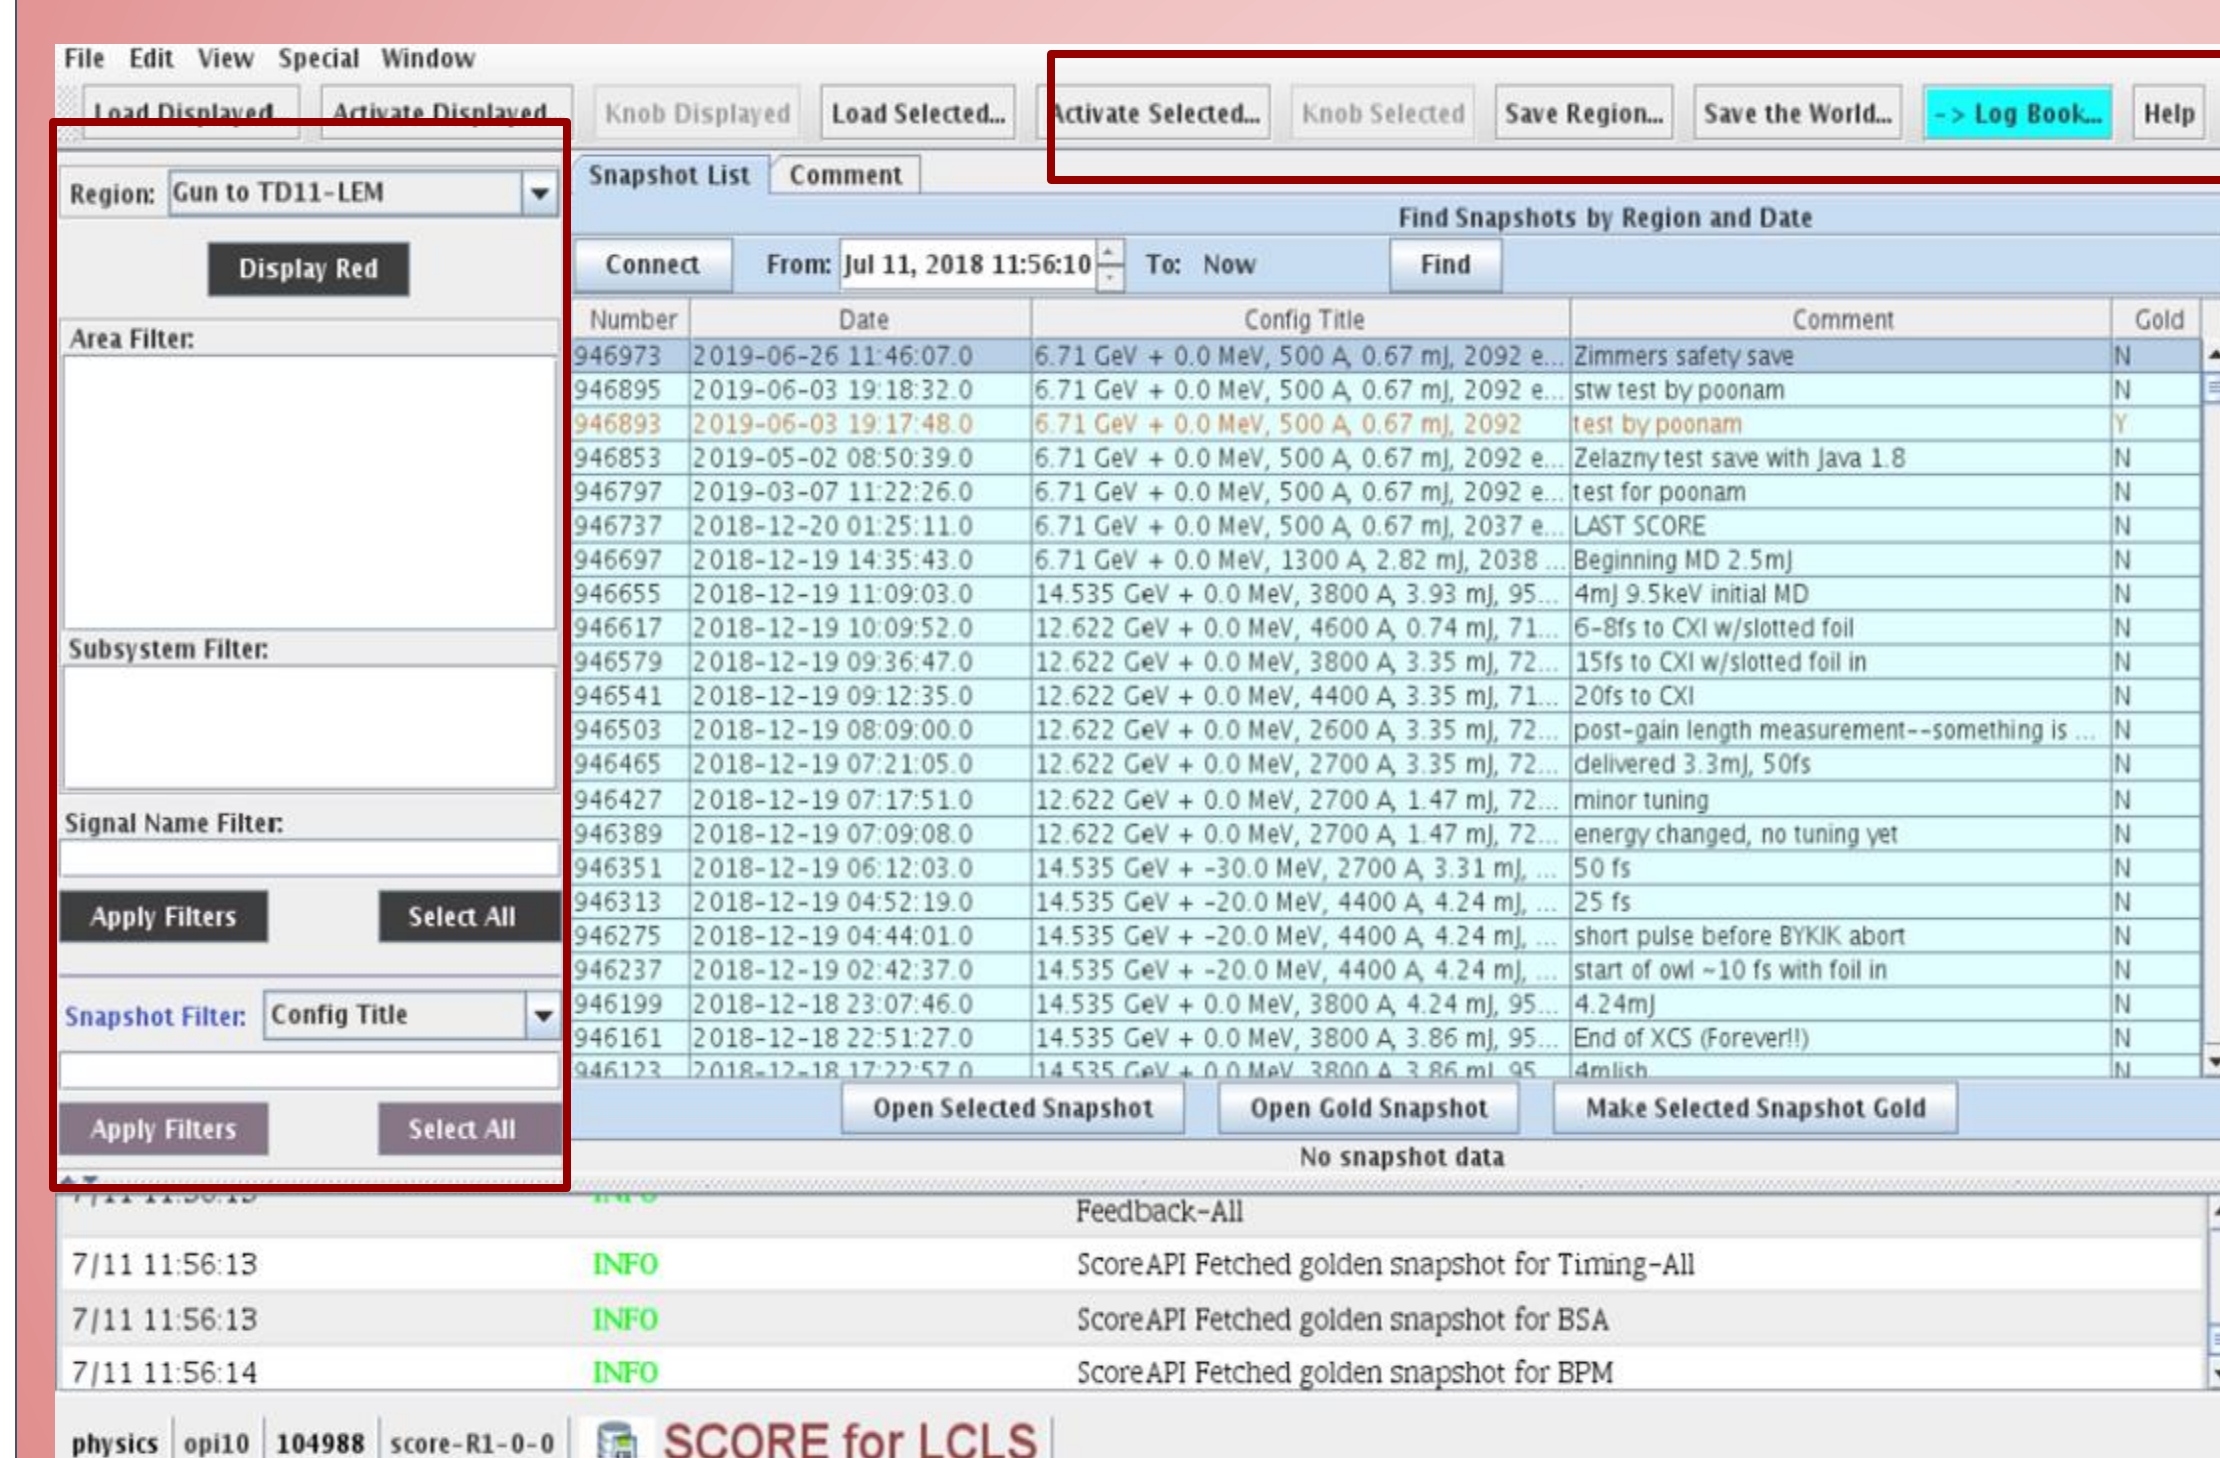 File Edit View Special Window
Load Displayed... Activate Displayed... Knob Displayed Load Selected... Activate Selected... Knob Selected Save Region... Save the World... -> Log Book... Help
Region: Gun to TD11-LEM
Display Red
Area Filter:
Subsystem Filter:
Signal Name Filter:
Apply Filters Select All
Snapshot Filter: Config Title
Apply Filters Select All
Snapshot List Comment
Find Snapshots by Region and Date
Connect From: Jul 11, 2018 11:56:10 To: Now Find
Number Date Config Title Comment Gold
946973 2019-06-26 11:46:07.0 6.71 GeV + 0.0 MeV, 500 A, 0.67 mJ, 2092 e... Zimmers safety save N
946895 2019-06-03 19:18:32.0 6.71 GeV + 0.0 MeV, 500 A, 0.67 mJ, 2092 e... stw test by poonam N
946893 2019-06-03 19:17:48.0 6.71 GeV + 0.0 MeV, 500 A, 0.67 mJ, 2092 test by poonam Y
946853 2019-05-02 08:50:39.0 6.71 GeV + 0.0 MeV, 500 A, 0.67 mJ, 2092 e... Zelazny test save with Java 1.8 N
946797 2019-03-07 11:22:26.0 6.71 GeV + 0.0 MeV, 500 A, 0.67 mJ, 2092 e... test for poonam N
946737 2018-12-20 01:25:11.0 6.71 GeV + 0.0 MeV, 500 A, 0.67 mJ, 2037 e... LAST SCORE N
946697 2018-12-19 14:35:43.0 6.71 GeV + 0.0 MeV, 1300 A, 2.82 mJ, 2038 ... Beginning MD 2.5mJ N
946655 2018-12-19 11:09:03.0 14.535 GeV + 0.0 MeV, 3800 A, 3.93 mJ, 95... 4mJ 9.5keV initial MD N
946617 2018-12-19 10:09:52.0 12.622 GeV + 0.0 MeV, 4600 A, 0.74 mJ, 71... 6-8fs to CXI w/slotted foil N
946579 2018-12-19 09:36:47.0 12.622 GeV + 0.0 MeV, 3800 A, 3.35 mJ, 72... 15fs to CXI w/slotted foil in N
946541 2018-12-19 09:12:35.0 12.622 GeV + 0.0 MeV, 4400 A, 3.35 mJ, 71... 20fs to CXI N
946503 2018-12-19 08:09:00.0 12.622 GeV + 0.0 MeV, 2600 A, 3.35 mJ, 72... post-gain length measurement--something is ... N
946465 2018-12-19 07:21:05.0 12.622 GeV + 0.0 MeV, 2700 A, 3.35 mJ, 72... delivered 3.3mJ, 50fs N
946427 2018-12-19 07:17:51.0 12.622 GeV + 0.0 MeV, 2700 A, 1.47 mJ, 72... minor tuning N
946389 2018-12-19 07:09:08.0 12.622 GeV + 0.0 MeV, 2700 A, 1.47 mJ, 72... energy changed, no tuning yet N
946351 2018-12-19 06:12:03.0 14.535 GeV + -30.0 MeV, 2700 A, 3.31 mJ, ... 50 fs N
946313 2018-12-19 04:52:19.0 14.535 GeV + -20.0 MeV, 4400 A, 4.24 mJ, ... 25 fs N
946275 2018-12-19 04:44:01.0 14.535 GeV + -20.0 MeV, 4400 A, 4.24 mJ, ... short pulse before BYKIK abort N
946237 2018-12-19 02:42:37.0 14.535 GeV + -20.0 MeV, 4400 A, 4.24 mJ, ... start of owl ~10 fs with foil in N
946199 2018-12-18 23:07:46.0 14.535 GeV + 0.0 MeV, 3800 A, 4.24 mJ, 95... 4.24mJ N
946161 2018-12-18 22:51:27.0 14.535 GeV + 0.0 MeV, 3800 A, 3.86 mJ, 95... End of XCS (Forever!!) N
946123 2018-12-18 17:22:57.0 14.535 GeV + 0.0 MeV, 3800 A, 3.86 mJ, 95 4mJish N
Open Selected Snapshot Open Gold Snapshot Make Selected Snapshot Gold
No snapshot data
7/11 11:56:13 INFO Feedback-All
7/11 11:56:13 INFO ScoreAPI Fetched golden snapshot for Timing-All
7/11 11:56:13 INFO ScoreAPI Fetched golden snapshot for BSA
7/11 11:56:14 INFO ScoreAPI Fetched golden snapshot for BPM
physics opi10 104988 score-R1-0-0 SCORE for LCLS